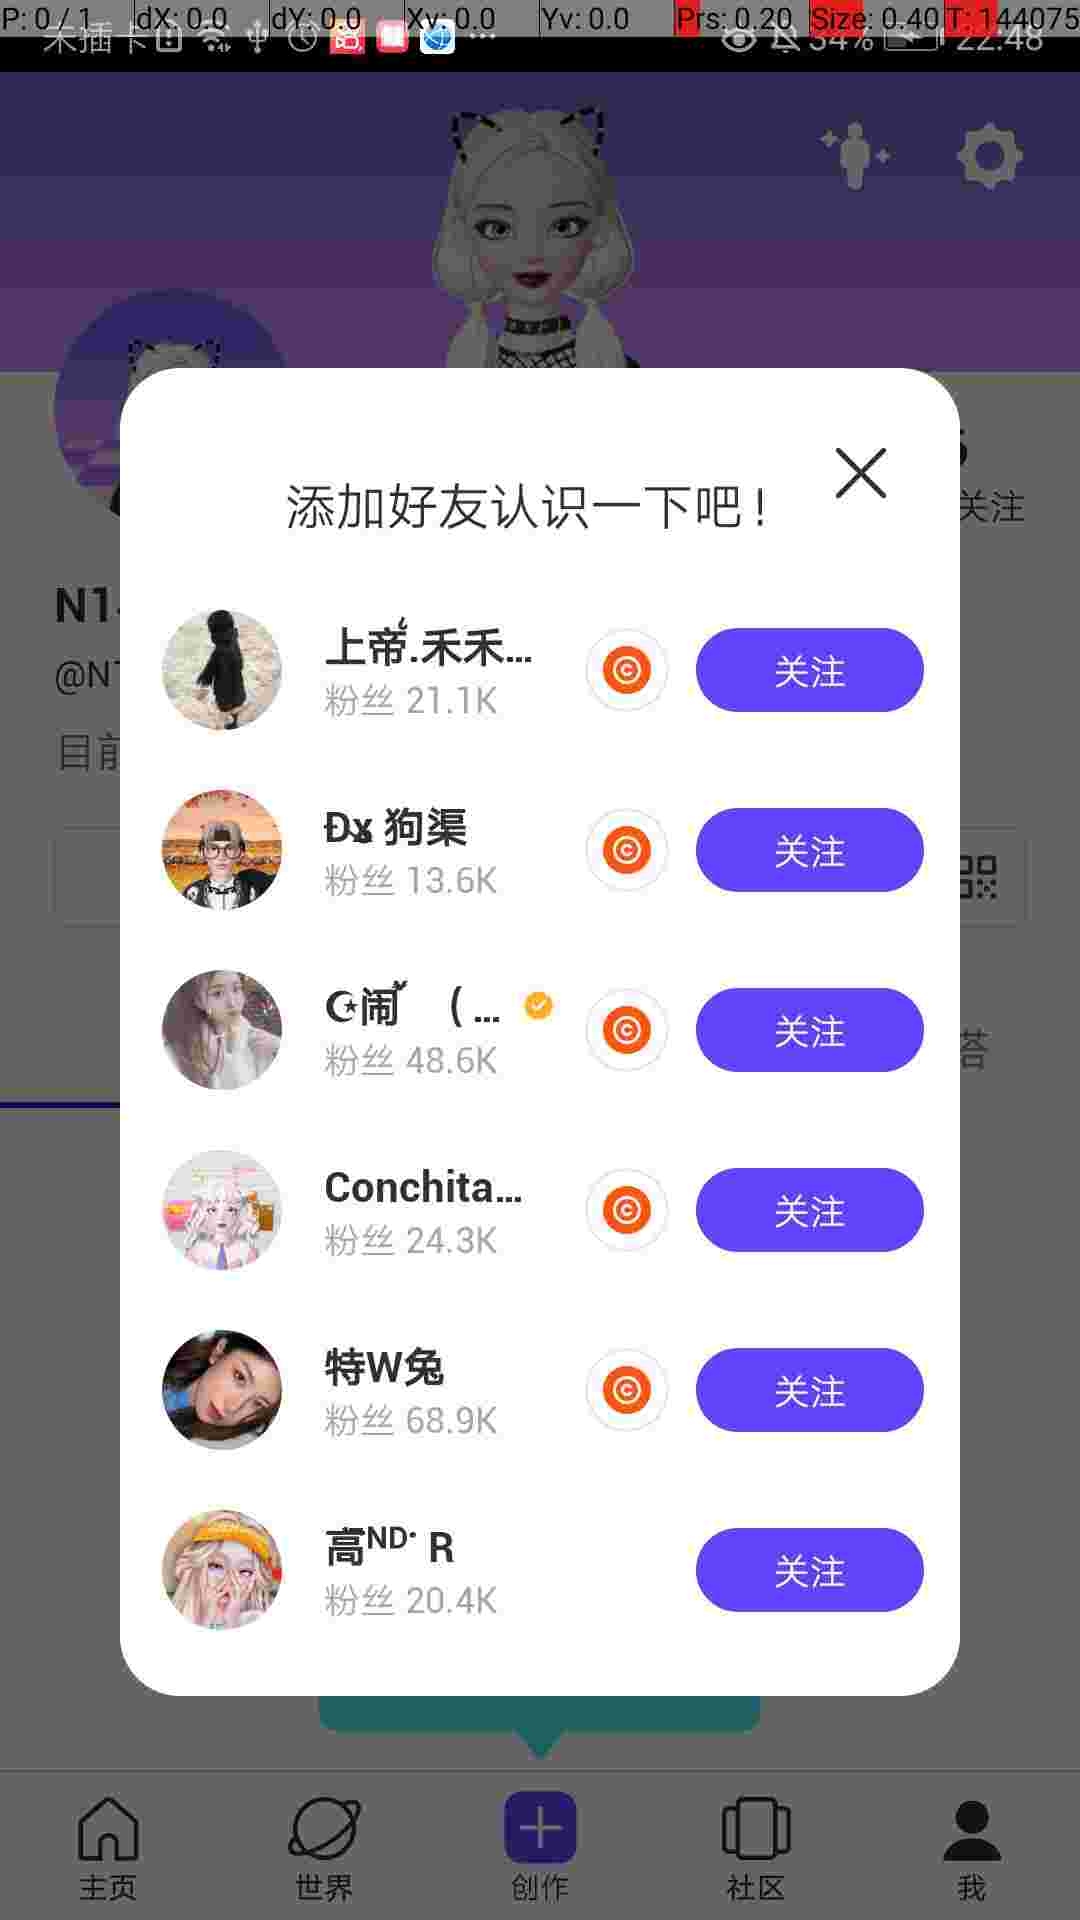 P: 0 / 1 dX: 0.0 dY: 0.0 Xv: 0.0 Yv: 0.0 Prs: 0.20 Size: 0.40 T: 144075
未插卡 34% 22:48
关注
添加好友认识一下吧!
N1
@N
目前
上帝.禾禾...
粉丝 21.1K
关注
狗渠
粉丝 13.6K
关注
闹 ( ...
粉丝 48.6K
关注
答
Conchita...
粉丝 24.3K
关注
特W兔
粉丝 68.9K
关注
高ᴺᴰ· R
粉丝 20.4K
关注
主页 世界 创作 社区 我